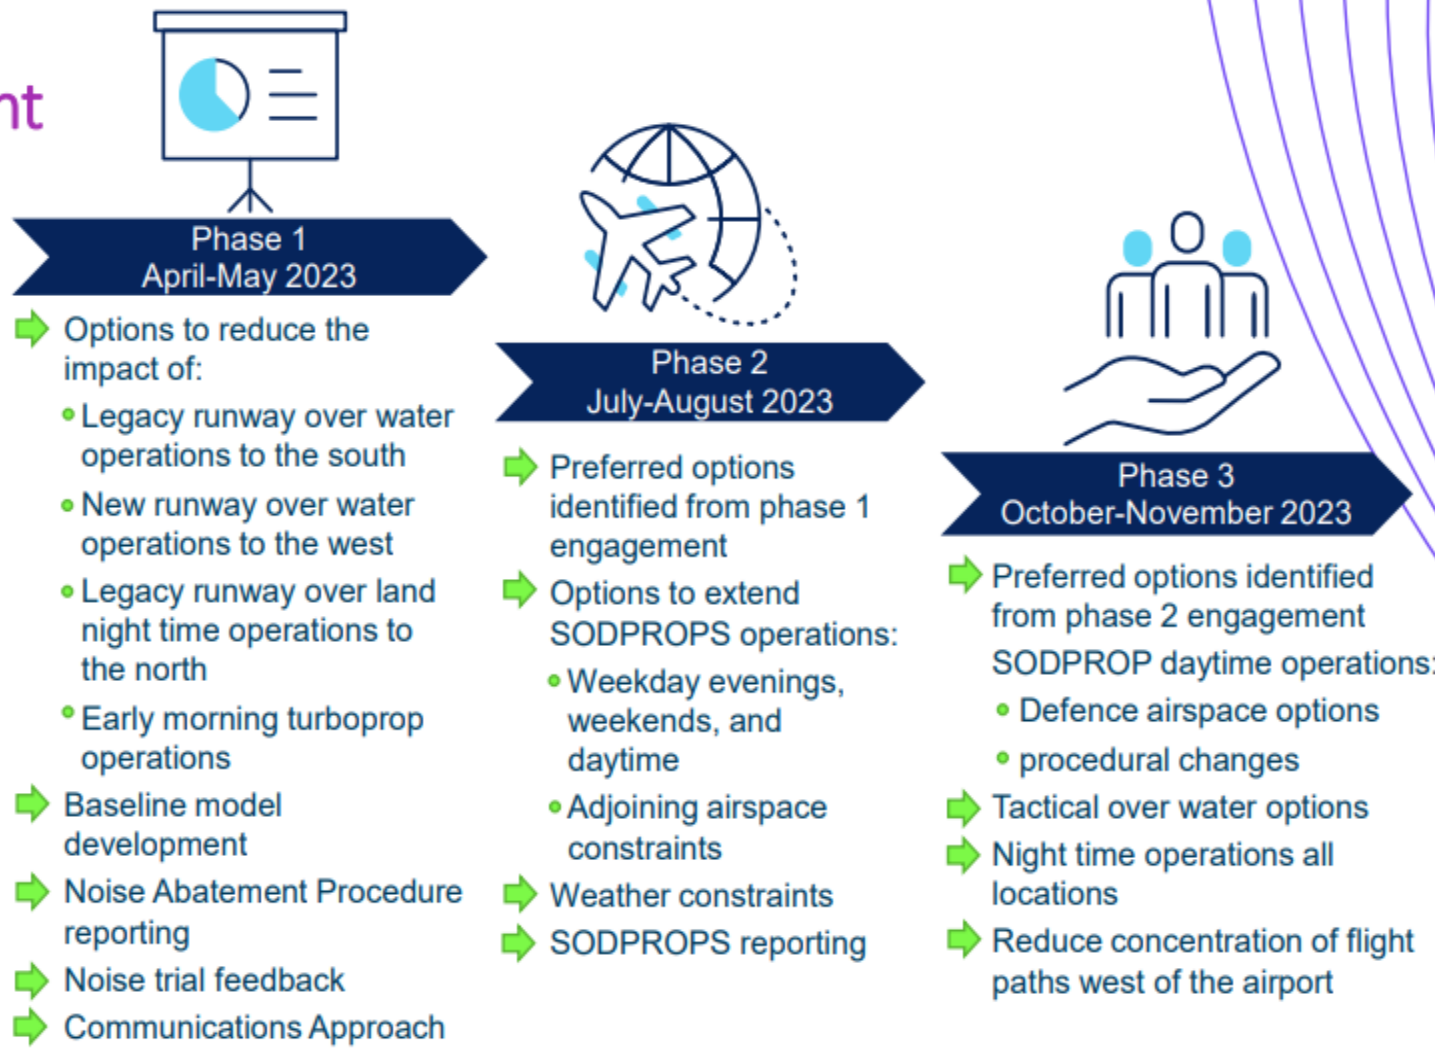 nt
Phase 1
April-May 2023
Options to reduce the
impact of:
Legacy runway over water
operations to the south
New runway over water
operations to the west
Legacy runway over land
night time operations to
the north
Early morning turboprop
operations
Baseline model
development
Noise Abatement Procedure
reporting
Noise trial feedback
Communications Approach
Phase 2
July-August 2023
Preferred options
identified from phase 1
engagement
Options to extend
SODPROPS operations:
Weekday evenings,
weekends, and
daytime
Adjoining airspace
constraints
Weather constraints
SODPROPS reporting
Phase 3
October-November 2023
Preferred options identified
from phase 2 engagement
SODPROP daytime operations:
Defence airspace options
procedural changes
Tactical over water options
Night time operations all
locations
Reduce concentration of flight
paths west of the airport